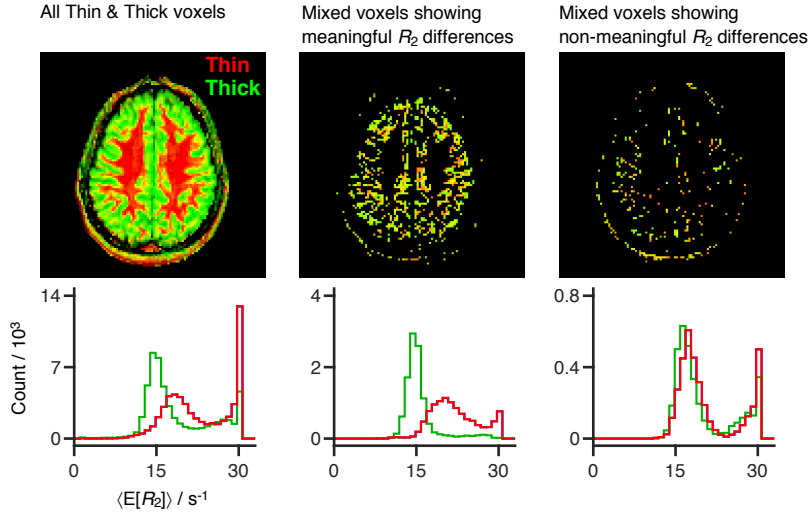 All Thin & Thick voxels
Mixed voxels showing
meaningful R₂ differences
Mixed voxels showing
non-meaningful R₂ differences
Thin
Thick
Count / 10³
14
7
0
0
15
30
⟨E[R₂]⟩ / s⁻¹
4
2
0
0
15
30
0.8
0.4
0
0
15
30